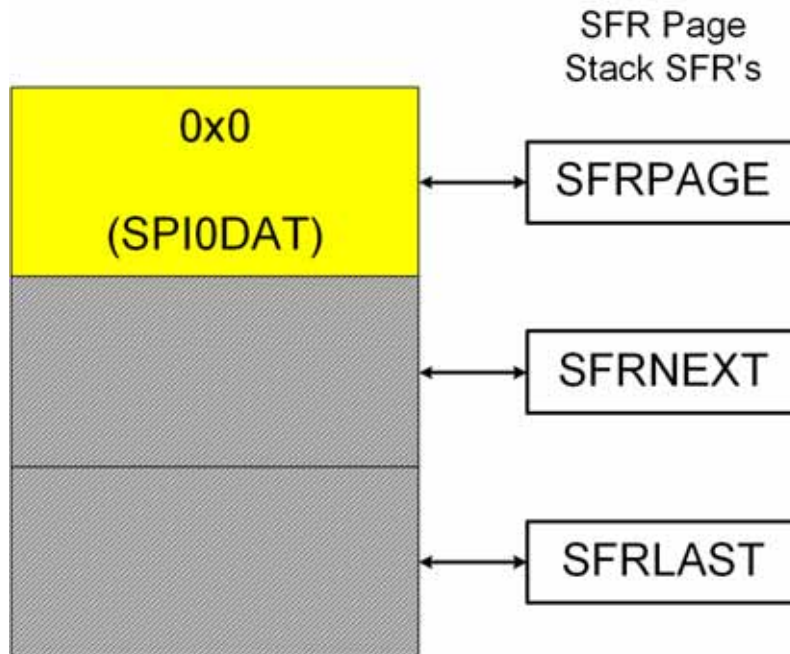 SFR Page
Stack SFR's
0x0
(SPI0DAT)
SFRPAGE
SFRNEXT
SFRLAST